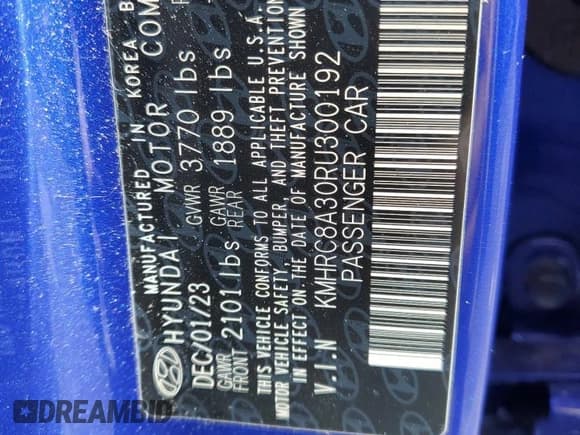 MANUFACTURED IN KOREA B
HYUNDAI MOTOR COM
DEC/01/23 GVWR 3770 lbs
GAWR FRONT 2101 lbs GAWR REAR 1889 lbs
THIS VEHICLE CONFORMS TO ALL APPLICABLE U.S.A.
MOTOR VEHICLE SAFETY, BUMPER, AND THEFT PREVENTION
IN EFFECT ON THE DATE OF MANUFACTURE SHOWN
V.I.N KMHRC8A30RU300192
PASSENGER CAR
DREAMBID